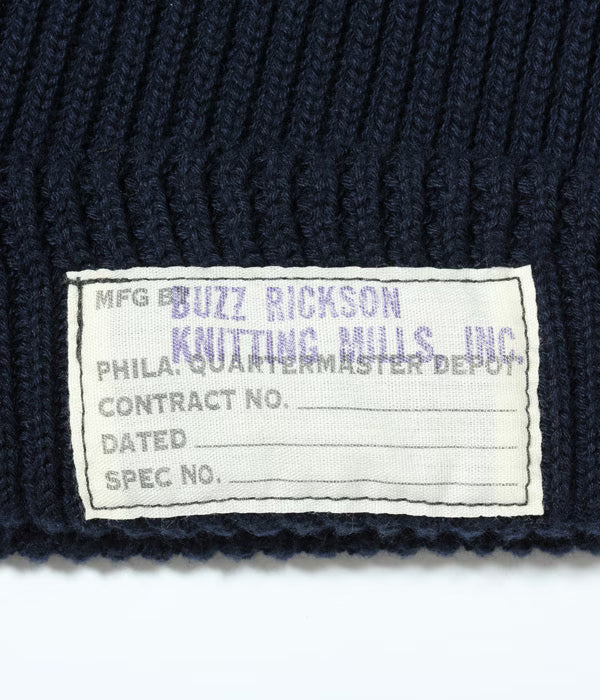 MFG BY BUZZ RICKSON
KNITTING MILLS, INC.
PHILA. QUARTERMASTER DEPOT
CONTRACT NO.
DATED
SPEC NO.